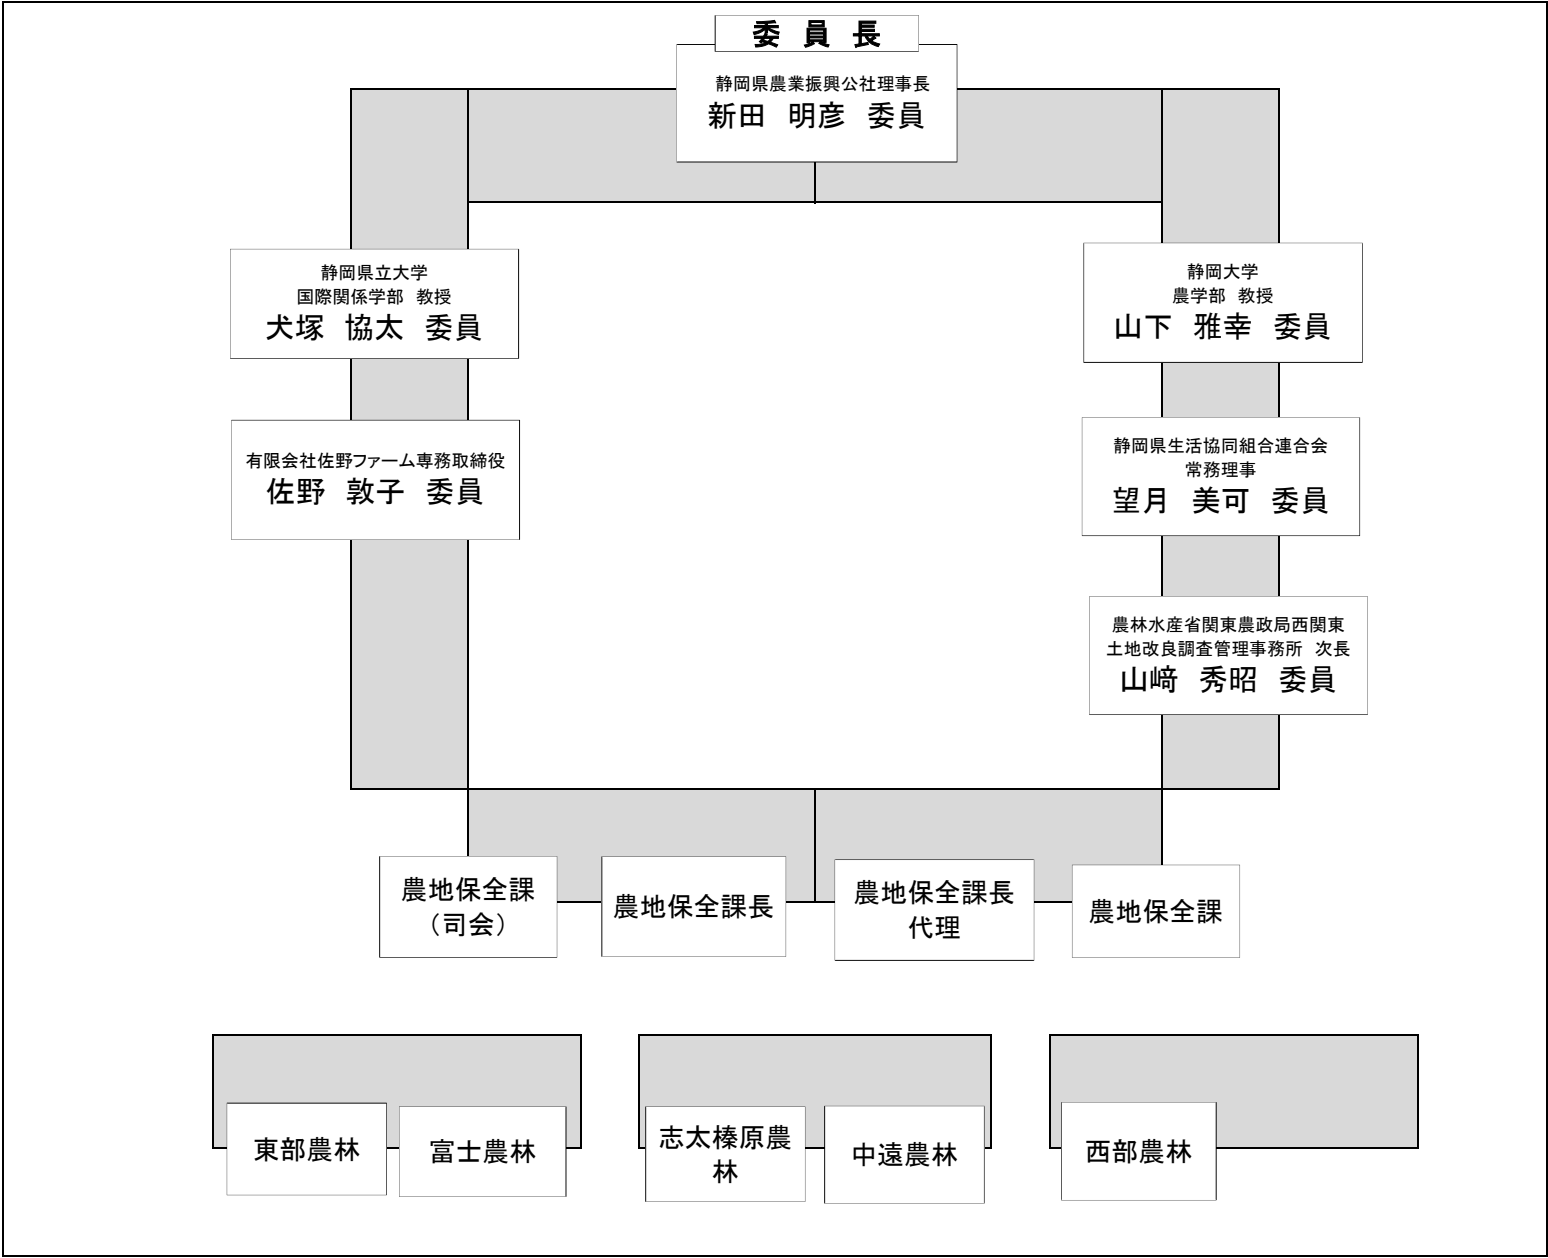 委　員　長
静岡県農業振興公社理事長
新田　明彦　委員
静岡県立大学
国際関係学部　教授
犬塚　協太　委員
静岡大学
農学部　教授
山下　雅幸　委員
有限会社佐野ファーム専務取締役
佐野　敦子　委員
静岡県生活協同組合連合会
常務理事
望月　美可　委員
農林水産省関東農政局西関東
土地改良調査管理事務所　次長
山﨑　秀昭　委員
農地保全課
（司会）
農地保全課長
農地保全課長
代理
農地保全課
東部農林
富士農林
志太榛原農
林
中遠農林
西部農林